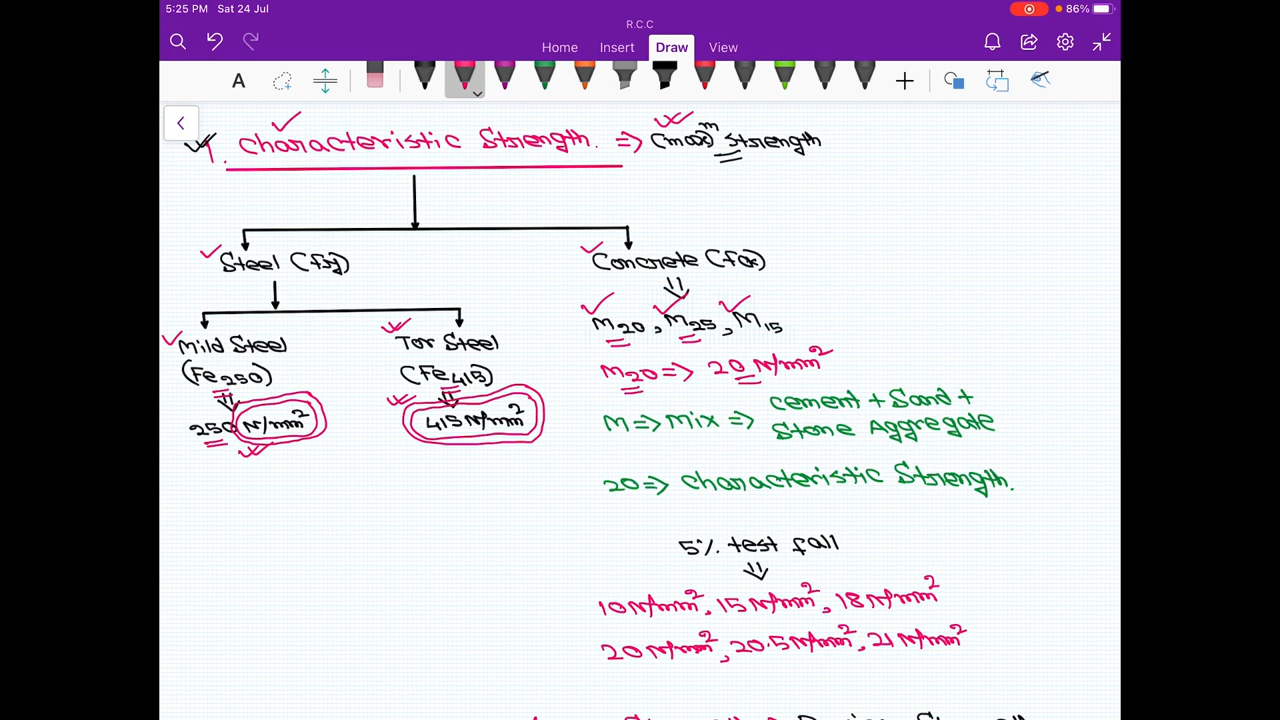 5:25 PM Sat 24 Jul
86%
R.C.C
Home Insert Draw View
A
1. Characteristic Strength. => (max)m Strength
Steel (fy) Concrete (fck)
M20, M25, M15
Mild Steel Tor Steel
(Fe250) (Fe415)
M20 => 20 N/mm²
250 N/mm² 415 N/mm²
M => Mix => Cement + Sand +
Stone Aggregate
20 => Characteristic Strength.
5% test fall
10 N/mm², 15 N/mm², 18 N/mm²
20 N/mm², 20.5 N/mm², 21 N/mm²